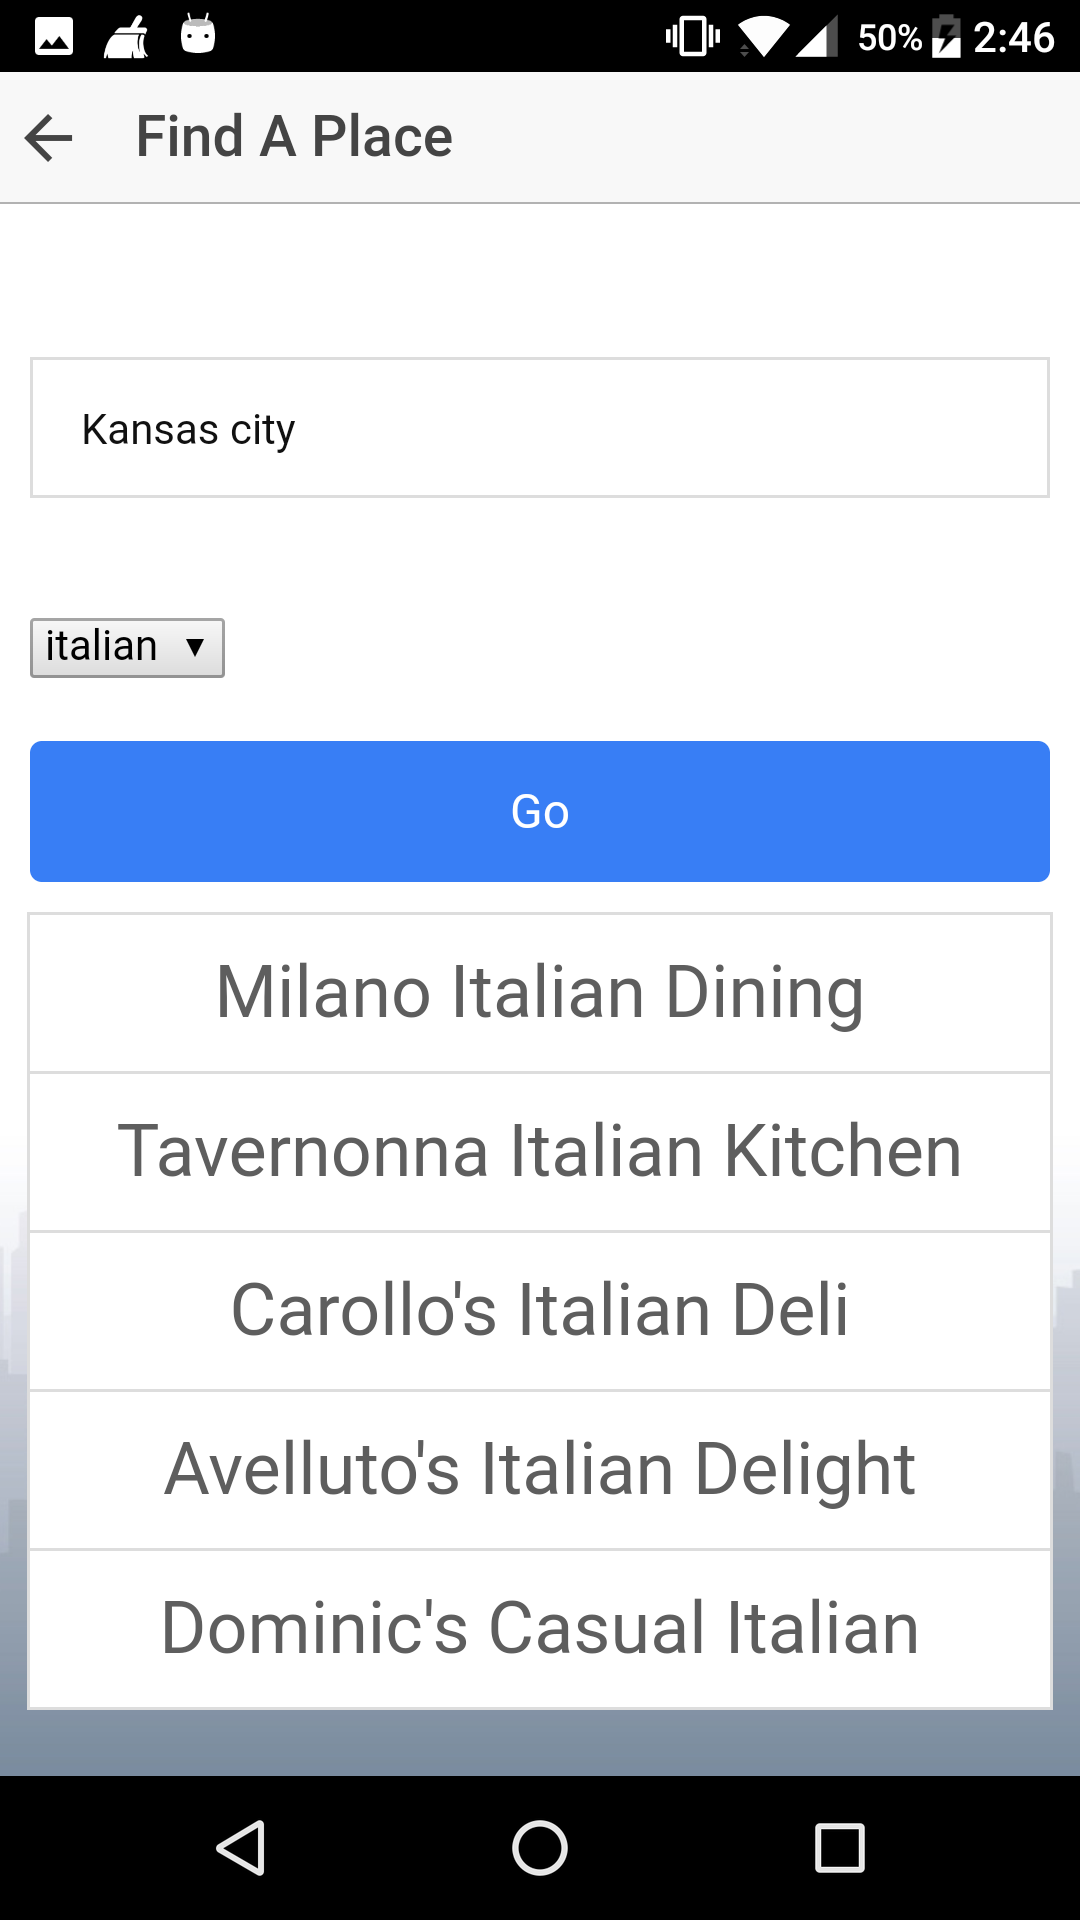 50% 2:46
Find A Place
Kansas city
italian
Go
Milano Italian Dining
Tavernonna Italian Kitchen
Carollo's Italian Deli
Avelluto's Italian Delight
Dominic's Casual Italian